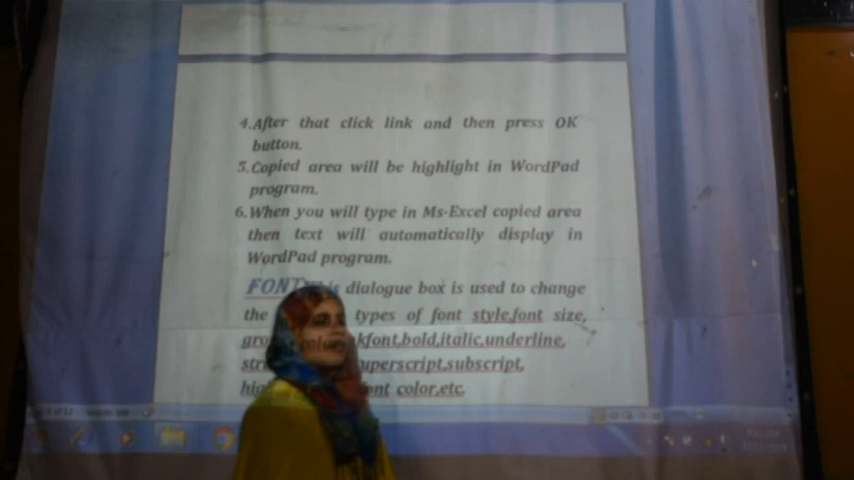 4.After that click link and then press OK
button.
5.Copied area will be highlight in WordPad
program.
6.When you will type in Ms-Excel copied area
then text will automatically display in
WordPad program.
FONT dialogue box is used to change
the types of font style,font size,
bold,italic,underline,
subscript,
color,etc.